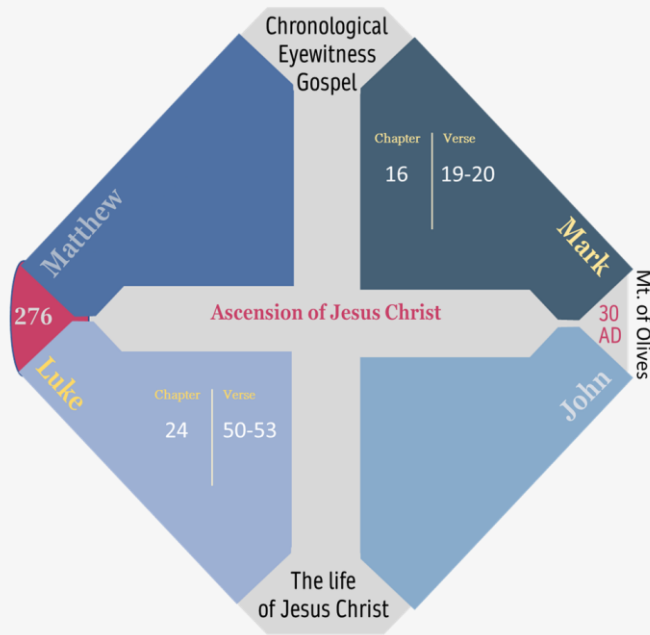 Chronological
Eyewitness
Gospel
Matthew
Chapter Verse
16 19-20
Mark
276
Ascension of Jesus Christ
30
AD
Mt. of Olives
Luke
Chapter Verse
24 50-53
John
The life
of Jesus Christ